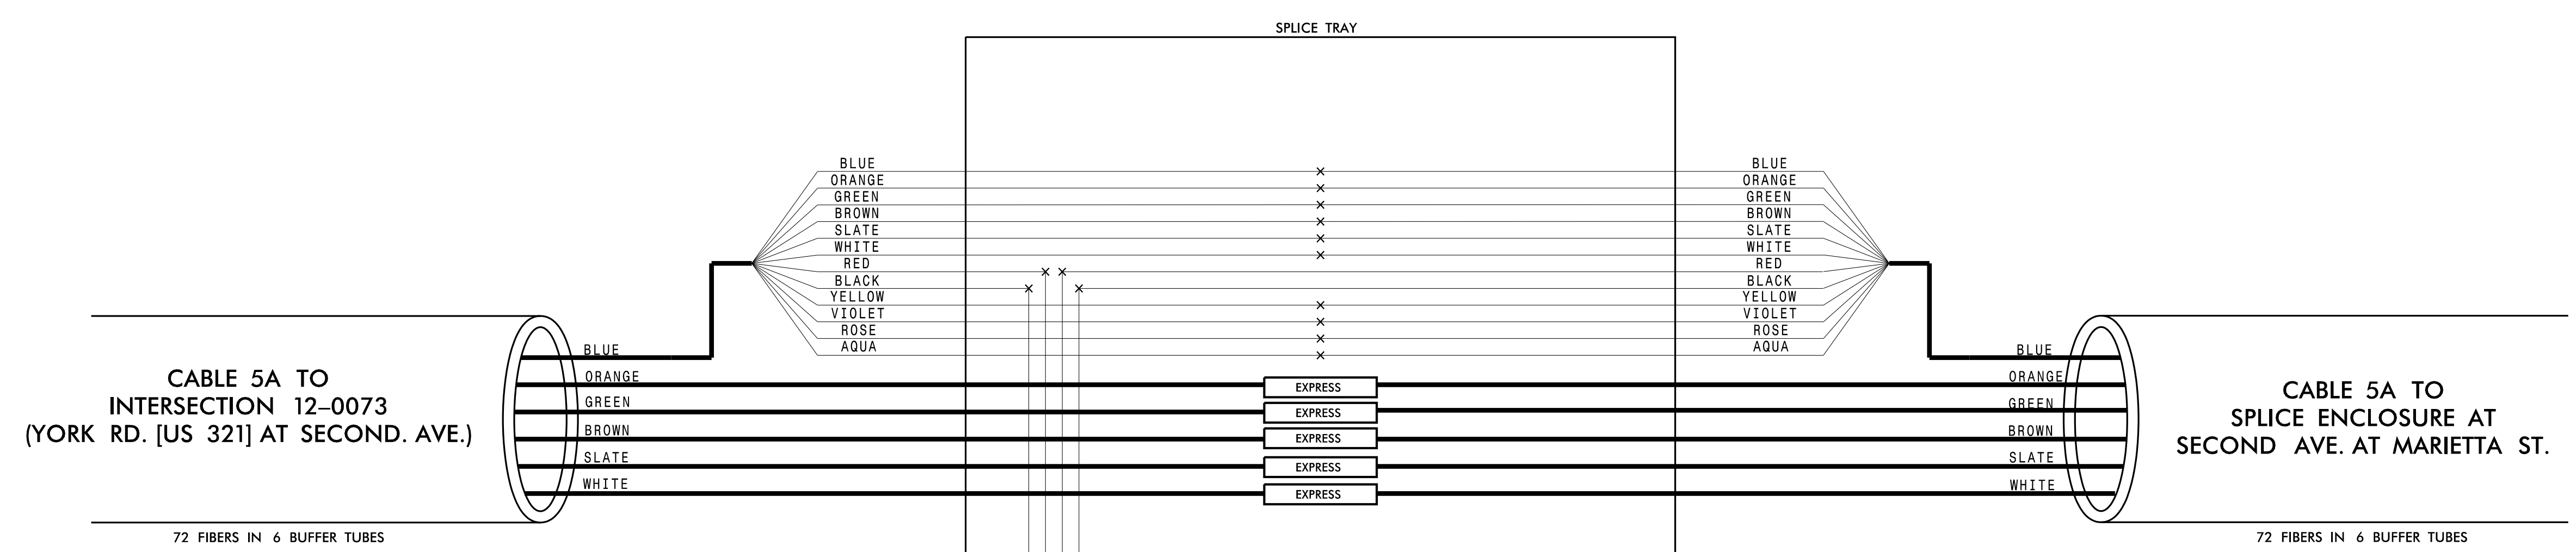 SPLICE TRAY
BLUE BLUE
ORANGE ORANGE
GREEN GREEN
BROWN BROWN
SLATE SLATE
WHITE WHITE
RED RED
BLACK BLACK
YELLOW YELLOW
VIOLET VIOLET
ROSE ROSE
AQUA AQUA
CABLE 5A TO
INTERSECTION 12–0073
(YORK RD. [US 321] AT SECOND. AVE.)
72 FIBERS IN 6 BUFFER TUBES
BLUE
ORANGE
GREEN
BROWN
SLATE
WHITE
EXPRESS
EXPRESS
EXPRESS
EXPRESS
EXPRESS
BLUE
ORANGE
GREEN
BROWN
SLATE
WHITE
CABLE 5A TO
SPLICE ENCLOSURE AT
SECOND AVE. AT MARIETTA ST.
72 FIBERS IN 6 BUFFER TUBES